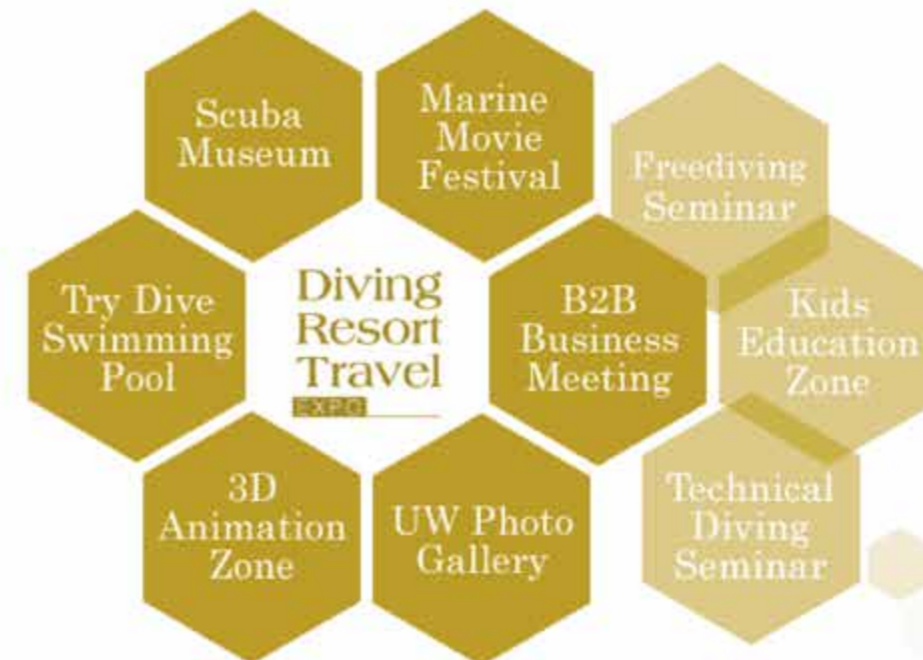 Scuba
Museum
Marine
Movie
Festival
Freediving
Seminar
Try Dive
Swimming
Pool
Diving
Resort
Travel
EXPO
B2B
Business
Meeting
Kids
Education
Zone
3D
Animation
Zone
UW Photo
Gallery
Technical
Diving
Seminar